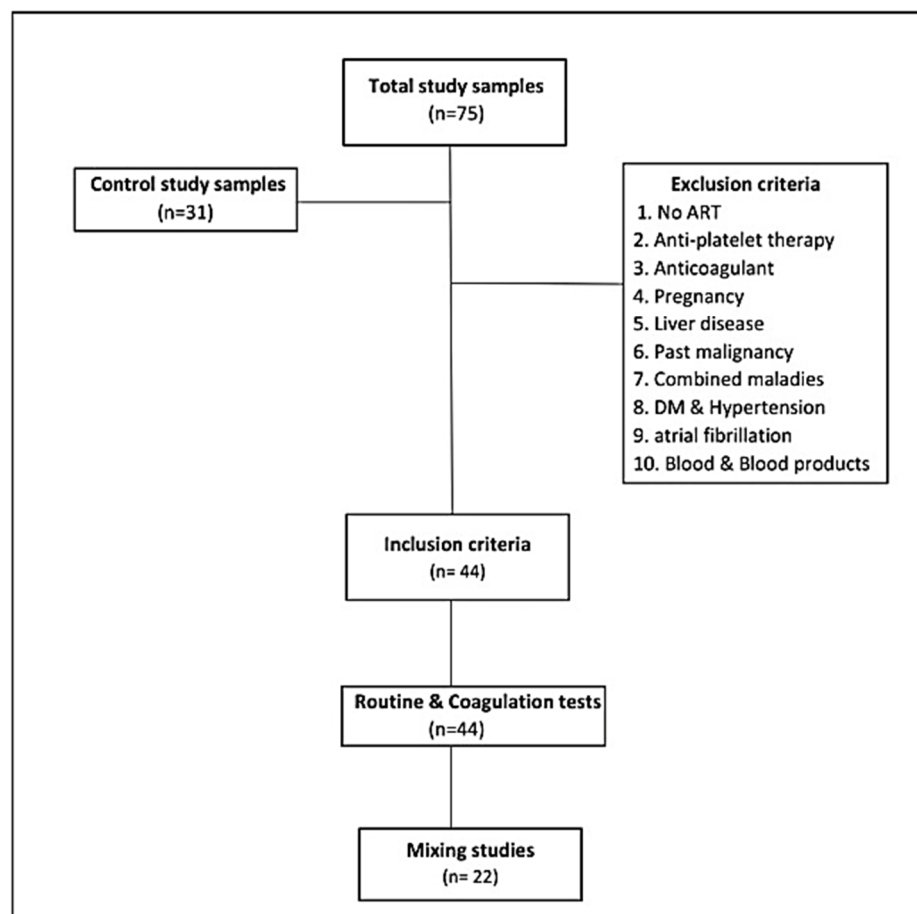 Total study samples
(n=75)
Control study samples
(n=31)
Exclusion criteria
1. No ART
2. Anti-platelet therapy
3. Anticoagulant
4. Pregnancy
5. Liver disease
6. Past malignancy
7. Combined maladies
8. DM & Hypertension
9. atrial fibrillation
10. Blood & Blood products
Inclusion criteria
(n= 44)
Routine & Coagulation tests
(n=44)
Mixing studies
(n= 22)